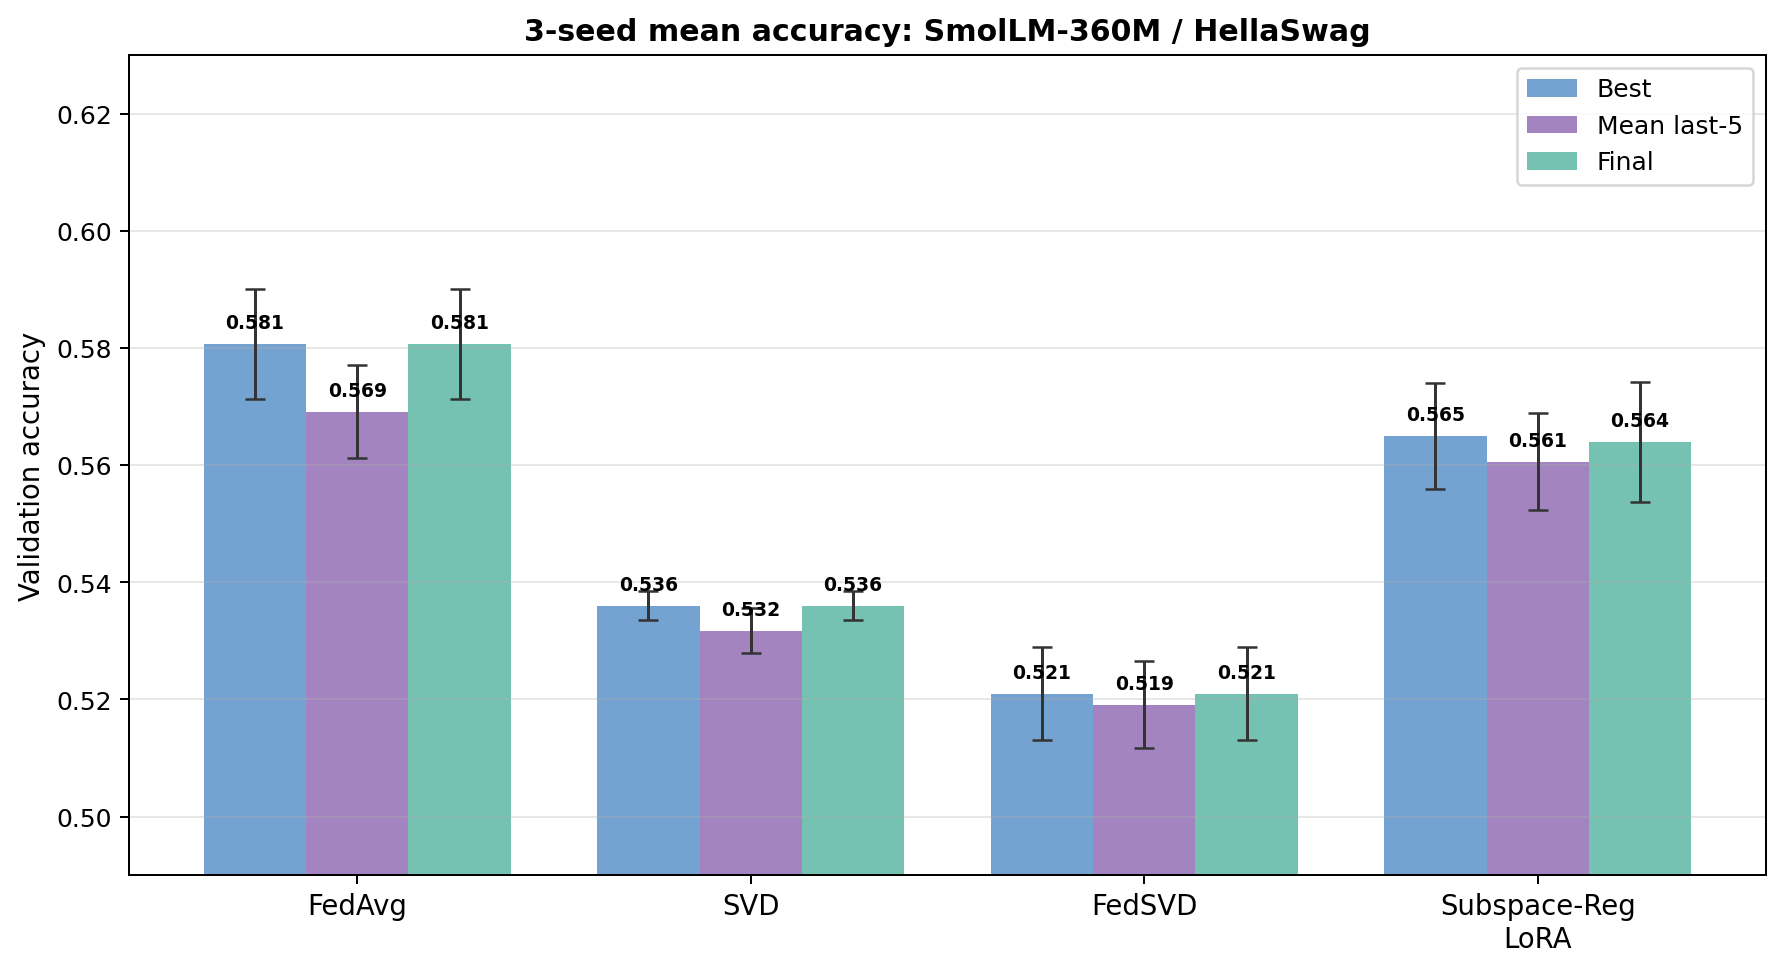 3-seed mean accuracy: SmolLM-360M / HellaSwag
Validation accuracy
0.62
0.60
0.58
0.56
0.54
0.52
0.50
Best
Mean last-5
Final
0.581
0.569
0.581
0.536
0.532
0.536
0.521
0.519
0.521
0.565
0.561
0.564
FedAvg
SVD
FedSVD
Subspace-Reg
LoRA